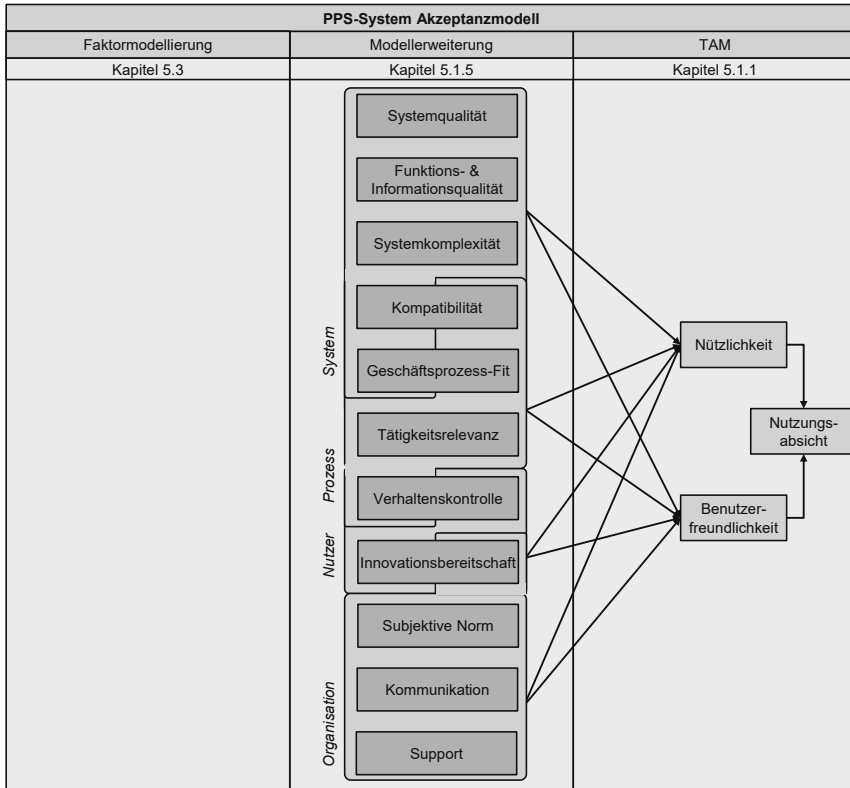 PPS-System Akzeptanzmodell
Faktormodellierung
Modellerweiterung
TAM
Kapitel 5.3
Kapitel 5.1.5
Kapitel 5.1.1
System
Systemqualität
Funktions- &
Informationsqualität
Systemkomplexität
Kompatibilität
Geschäftsprozess-Fit
Prozess
Tätigkeitsrelevanz
Verhaltenskontrolle
Nutzer
Innovationsbereitschaft
Organisation
Subjektive Norm
Kommunikation
Support
Nützlichkeit
Benutzer-
freundlichkeit
Nutzungs-
absicht